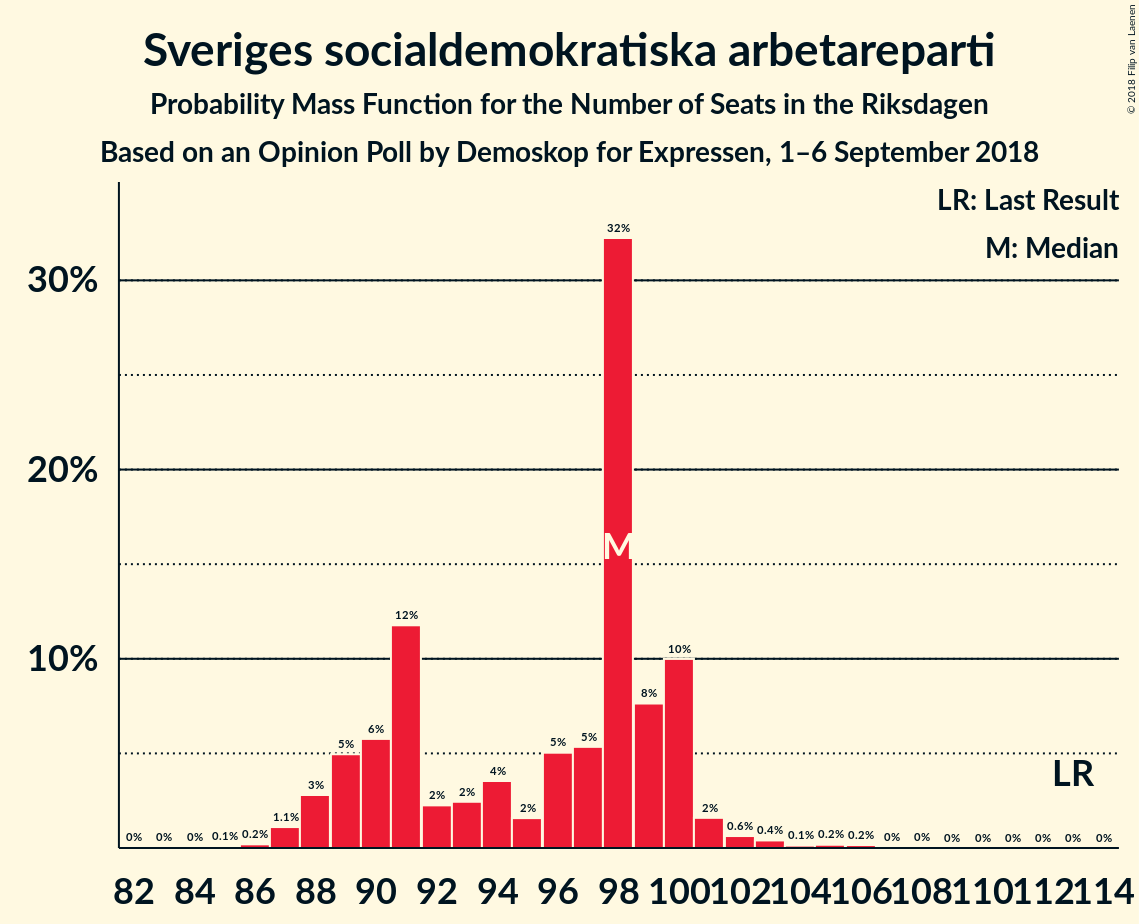 Sveriges socialdemokratiska arbetareparti
Probability Mass Function for the Number of Seats in the Riksdagen
Based on an Opinion Poll by Demoskop for Expressen, 1–6 September 2018
© 2018 Filip van Laenen
LR: Last Result
M: Median
30%
20%
10%
0% 0% 0% 0.1% 0.2% 1.1% 3% 5% 6% 12% 2% 2% 4% 2% 5% 5% 32% 8% 10% 2% 0.6% 0.4% 0.1% 0.2% 0.2% 0% 0% 0% 0% 0% 0% 0% 0%
M
LR
82 84 86 88 90 92 94 96 98 100 102 104 106 108 110 112 114